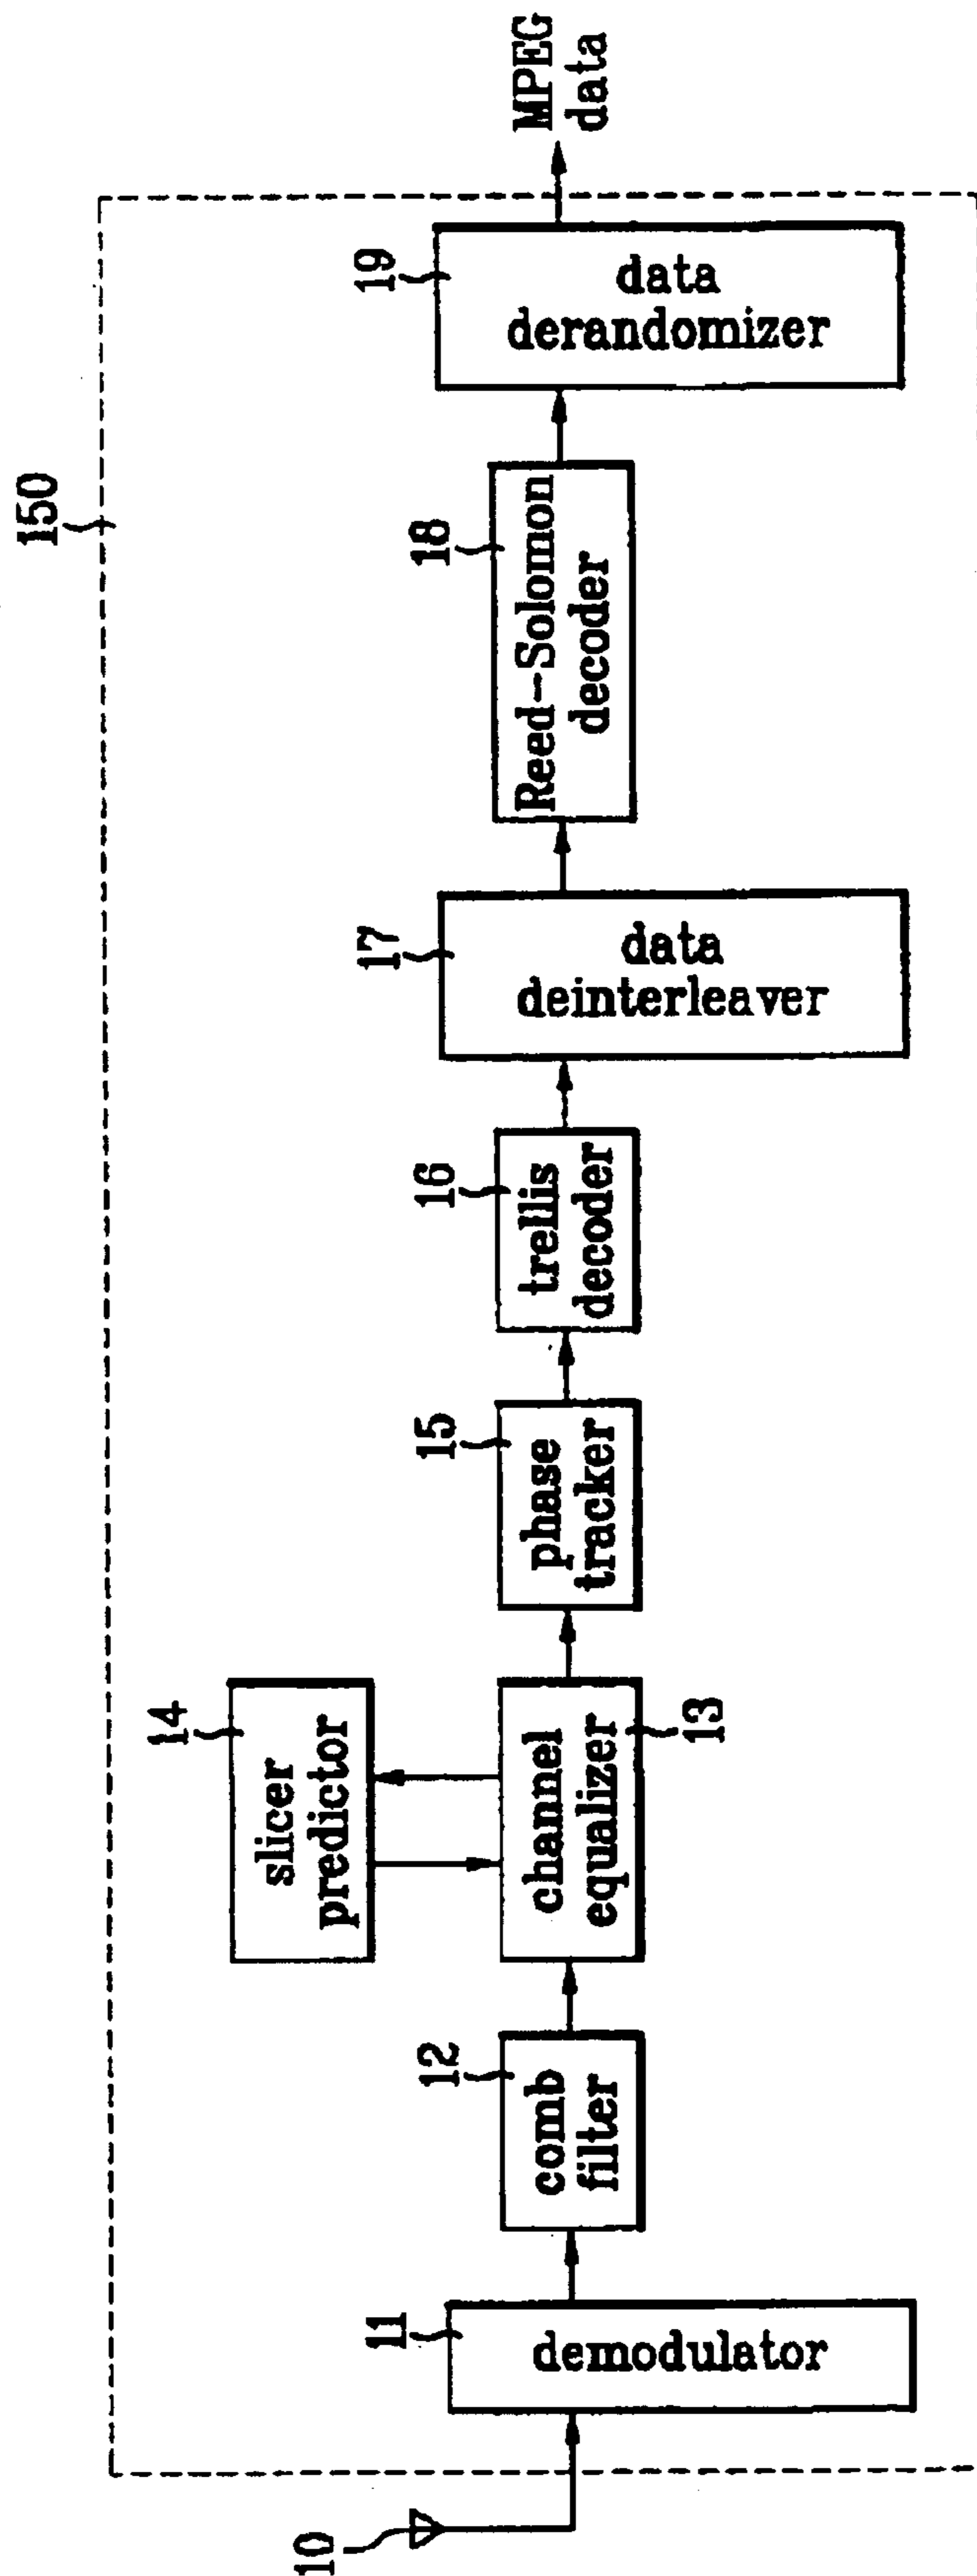 150
10
11
demodulator
12
comb
filter
14
slicer
predictor
channel
equalizer
13
15
phase
tracker
16
trellis
decoder
17
data
deinterleaver
18
Reed-Solomon
decoder
19
data
derandomizer
MPEG
data